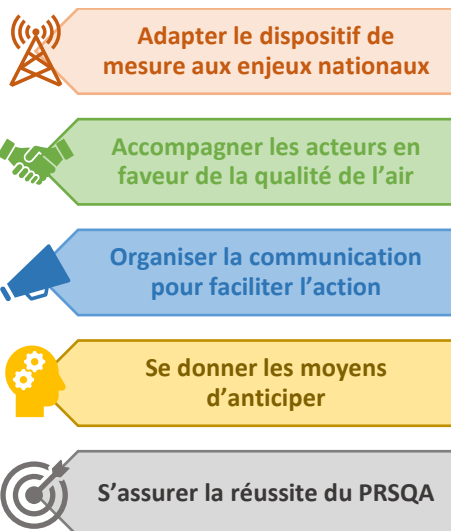 Adapter le dispositif de
mesure aux enjeux nationaux
Accompagner les acteurs en
faveur de la qualité de l’air
Organiser la communication
pour faciliter l’action
Se donner les moyens
d’anticiper
S’assurer la réussite du PRSQA